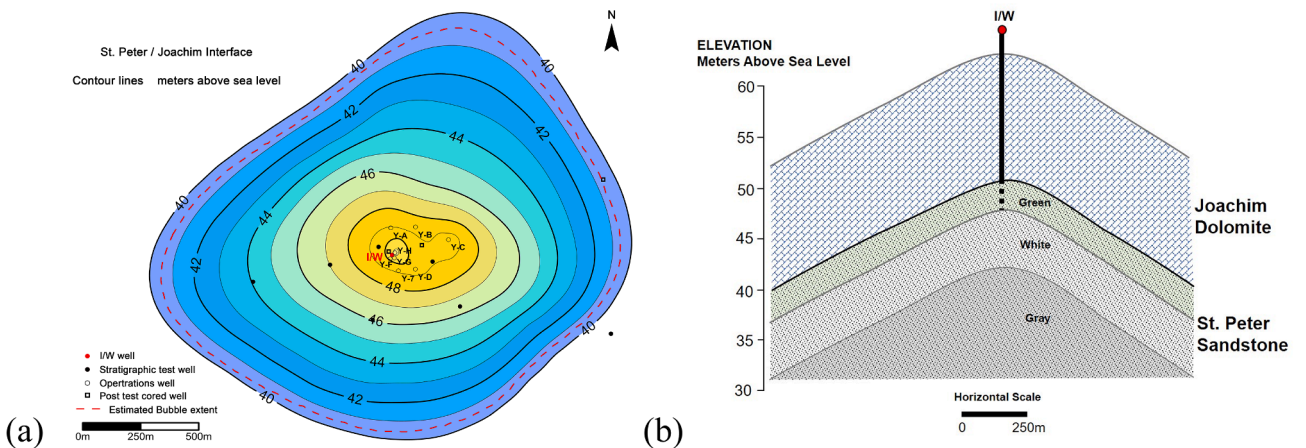 St. Peter / Joachim Interface
Contour lines meters above sea level
N
40
40
42
42
44
46
40
44
42
Y-A
Y-B
Y-C
Y-H
I/W
Y-F
Y-G
Y-7
Y-D
48
46
44
42
40
40
I/W well
Stratigraphic test well
Opertrations well
Post test cored well
Estimated Bubble extent
0m 250m 500m
(a)
I/W
ELEVATION
Meters Above Sea Level
60
55
50
45
40
35
30
Green
White
Gray
Joachim
Dolomite
St. Peter
Sandstone
Horizontal Scale
0 250m
(b)